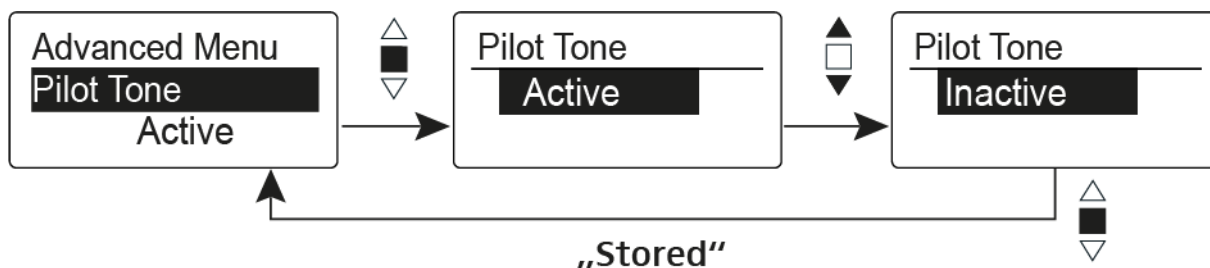 Advanced Menu
Pilot Tone
Active
Pilot Tone
Active
Pilot Tone
Inactive
„Stored“